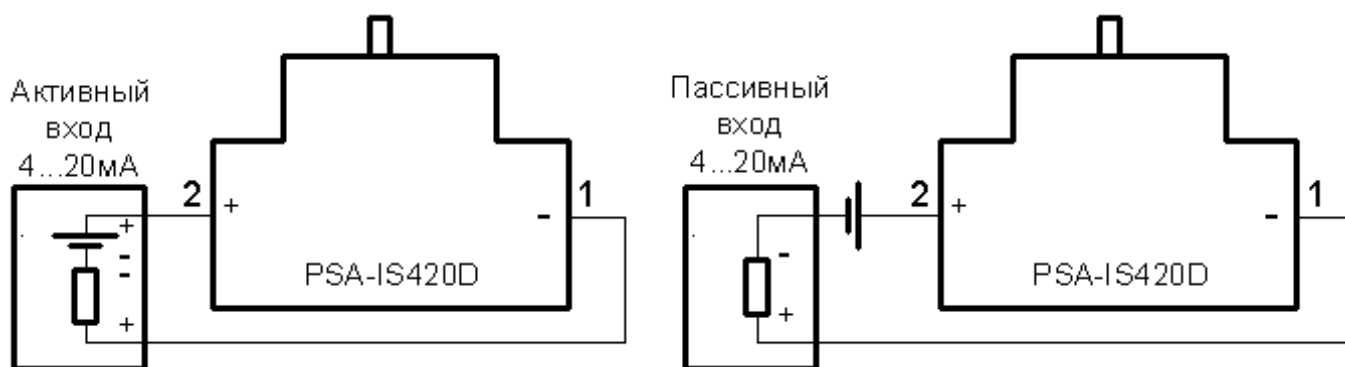 Активный
вход
4...20мА
2
+
-
1
+
-
-
+
PSA-IS420D
Пассивный
вход
4...20мА
2
+
-
1
-
+
PSA-IS420D